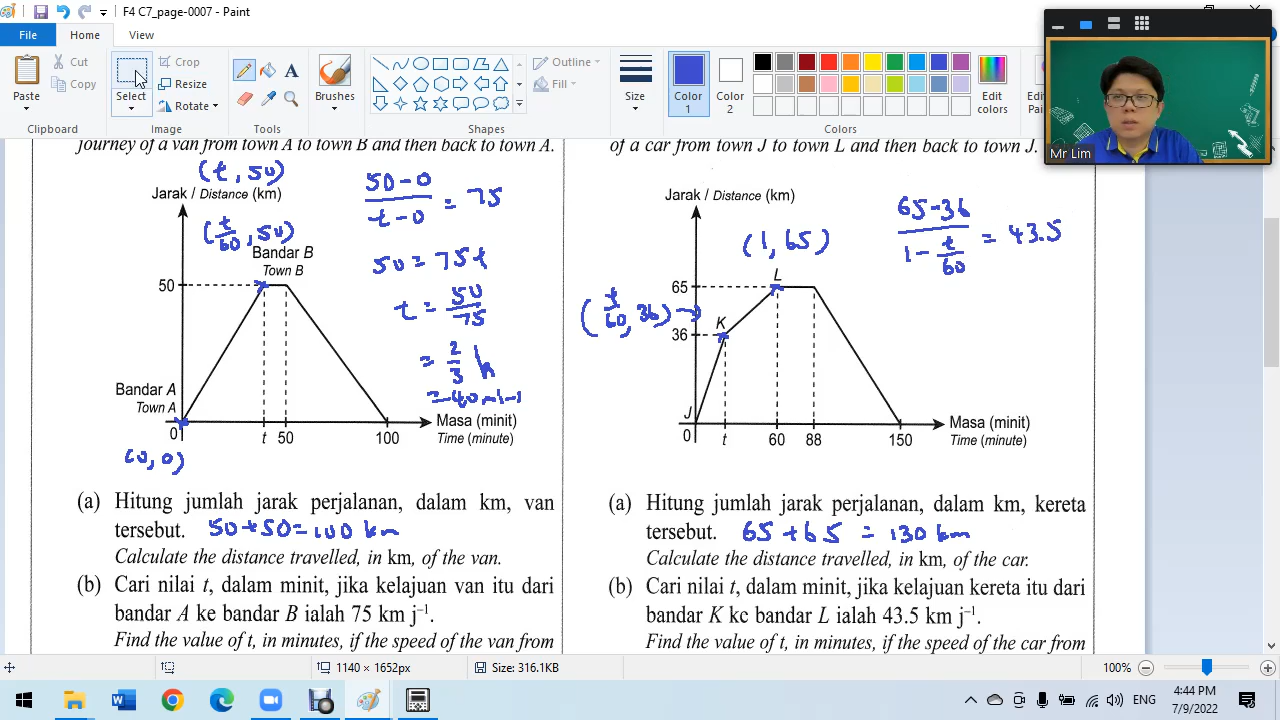 F4 C7_page-0007 - Paint
File
Home
View
Paste
Cut
Copy
Clipboard
Select
Crop
Resize
Rotate
Image
A
Tools
Brushes
Shapes
Outline
Fill
Size
Color 1
Color 2
Colors
Edit colors
Edit
Pai
Mr Lim
journey of a van from town A to town B and then back to town A.
(t, 50)
Jarak / Distance (km)
(t/60, 50)
Bandar B
Town B
50
Bandar A
Town A
0
t
50
100
Masa (minit)
Time (minute)
(0, 0)
50-0/t-0 = 75
50 = 75t
t = 50/75
= 2/3 h
= 40 min
(a) Hitung jumlah jarak perjalanan, dalam km, van
tersebut. 50+50=100 km
Calculate the distance travelled, in km, of the van.
(b) Cari nilai t, dalam minit, jika kelajuan van itu dari
bandar A ke bandar B ialah 75 km j⁻¹.
Find the value of t, in minutes, if the speed of the van from
of a car from town J to town L and then back to town J.
Jarak / Distance (km)
(1, 65)
L
65
(t/60, 36) →
K
36
J
0
t
60
88
150
Masa (minit)
Time (minute)
65-36/1 - t/60 = 43.5
(a) Hitung jumlah jarak perjalanan, dalam km, kereta
tersebut. 65 + 65 = 130 km
Calculate the distance travelled, in km, of the car.
(b) Cari nilai t, dalam minit, jika kelajuan kereta itu dari
bandar K ke bandar L ialah 43.5 km j⁻¹.
Find the value of t, in minutes, if the speed of the car from
1140 × 1652px
Size: 316.1KB
100%
ENG
4:44 PM
7/9/2022